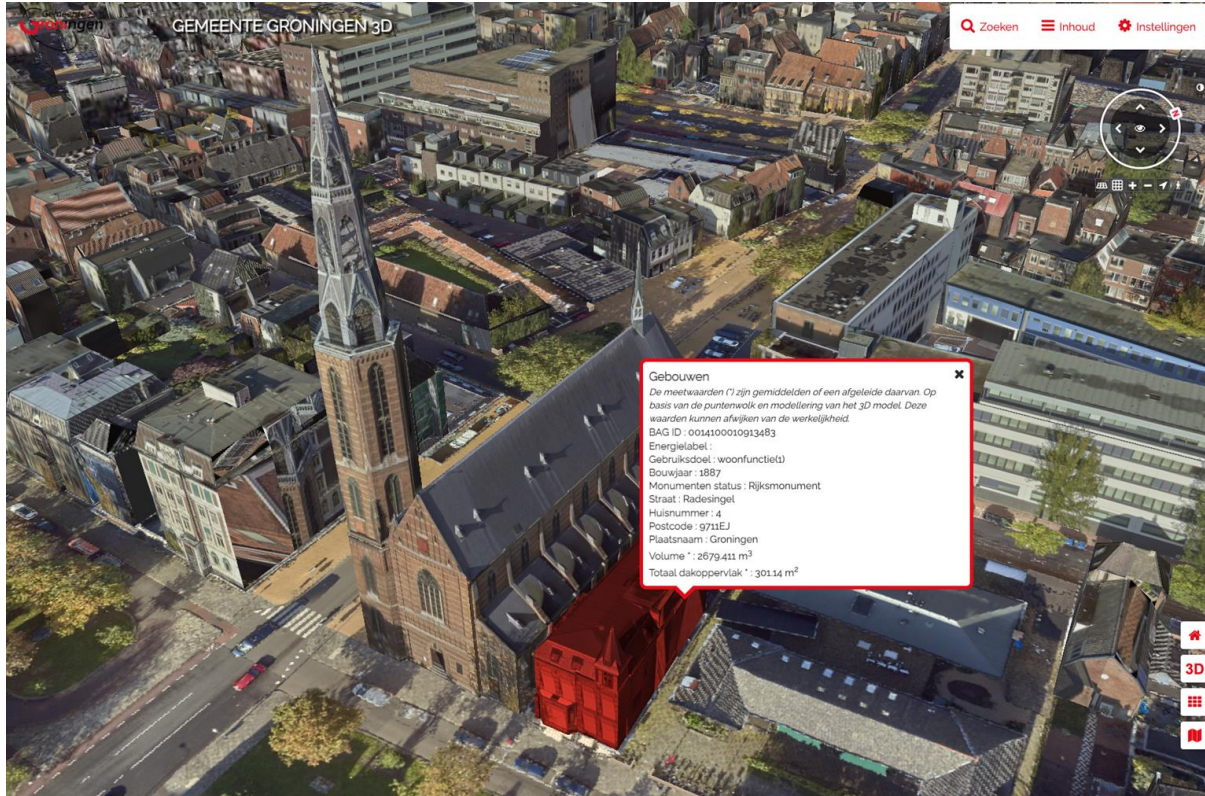 Gemeente
Groningen
GEMEENTE GRONINGEN 3D
Zoeken
Inhoud
Instellingen
Gebouwen
De meetwaarden (*) zijn gemiddelden of een afgeleide daarvan. Op
basis van de puntenwolk en modellering van het 3D model. Deze
waarden kunnen afwijken van de werkelijkheid.
BAG ID : 0014100010913483
Energielabel :
Gebruiksdoel : woonfunctie(1)
Bouwjaar : 1887
Monumenten status : Rijksmonument
Straat : Radesingel
Huisnummer : 4
Postcode : 9711EJ
Plaatsnaam : Groningen
Volume * : 2679.411 m³
Totaal dakoppervlak * : 301.14 m²
3D